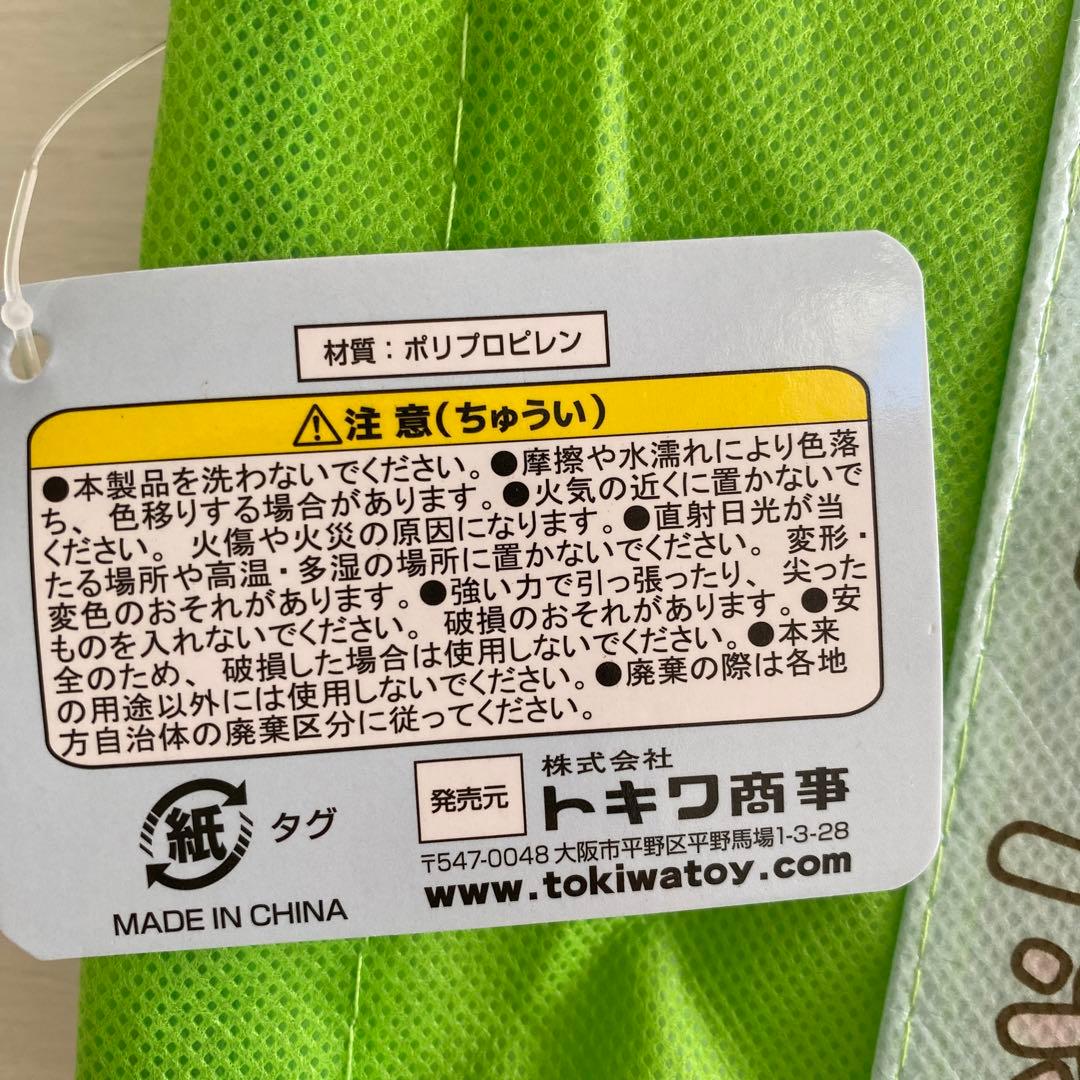 材質：ポリプロピレン
⚠注 意(ちゅうい)
●本製品を洗わないでください。●摩擦や水濡れにより色落
ち、色移りする場合があります。●火気の近くに置かないで
ください。火傷や火災の原因になります。●直射日光が当
たる場所や高温・多湿の場所に置かないでください。変形・
変色のおそれがあります。●強い力で引っ張ったり、尖った
ものを入れないでください。破損のおそれがあります。●安
全のため、破損した場合は使用しないでください。●本来
の用途以外には使用しないでください。●廃棄の際は各地
方自治体の廃棄区分に従ってください。
紙 タグ
MADE IN CHINA
発売元
株式会社
トキワ商事
〒547-0048 大阪市平野区平野馬場1-3-28
www.tokiwatoy.com